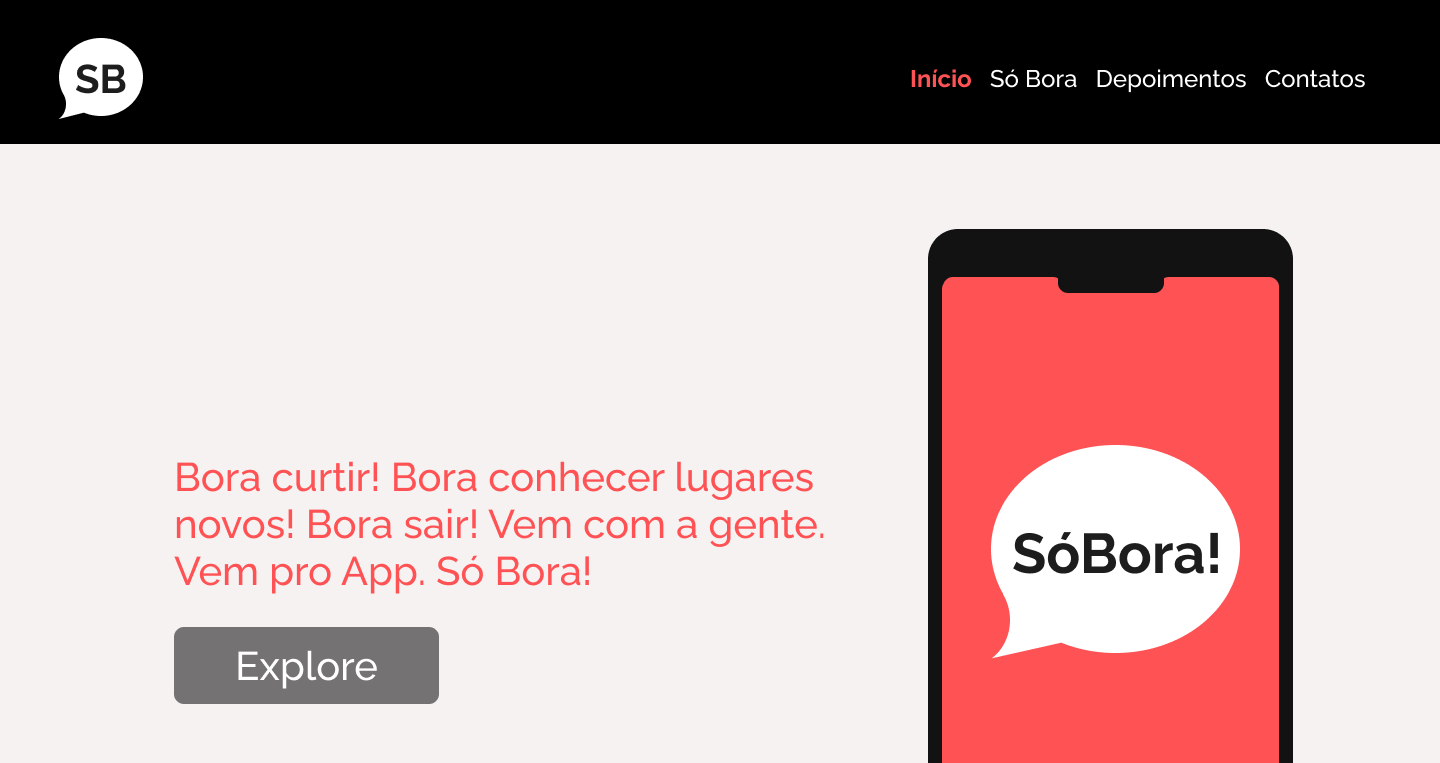 SB
Início Só Bora Depoimentos Contatos
Bora curtir! Bora conhecer lugares
novos! Bora sair! Vem com a gente.
Vem pro App. Só Bora!
Explore
SóBora!